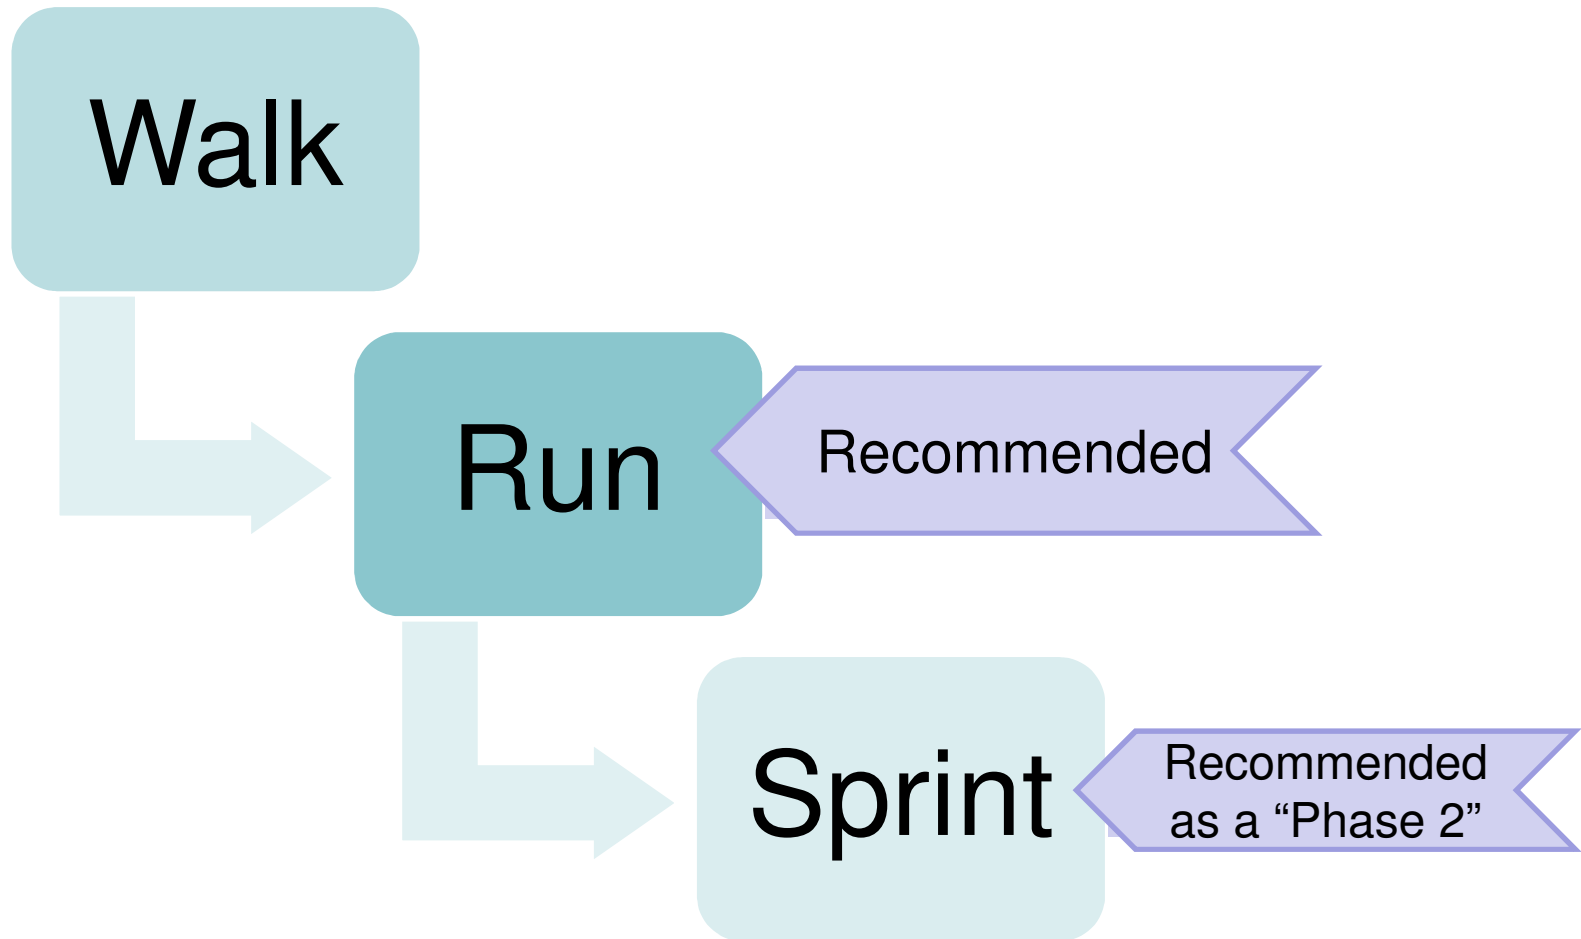 Walk
Run
Recommended
Sprint
Recommended
as a “Phase 2”